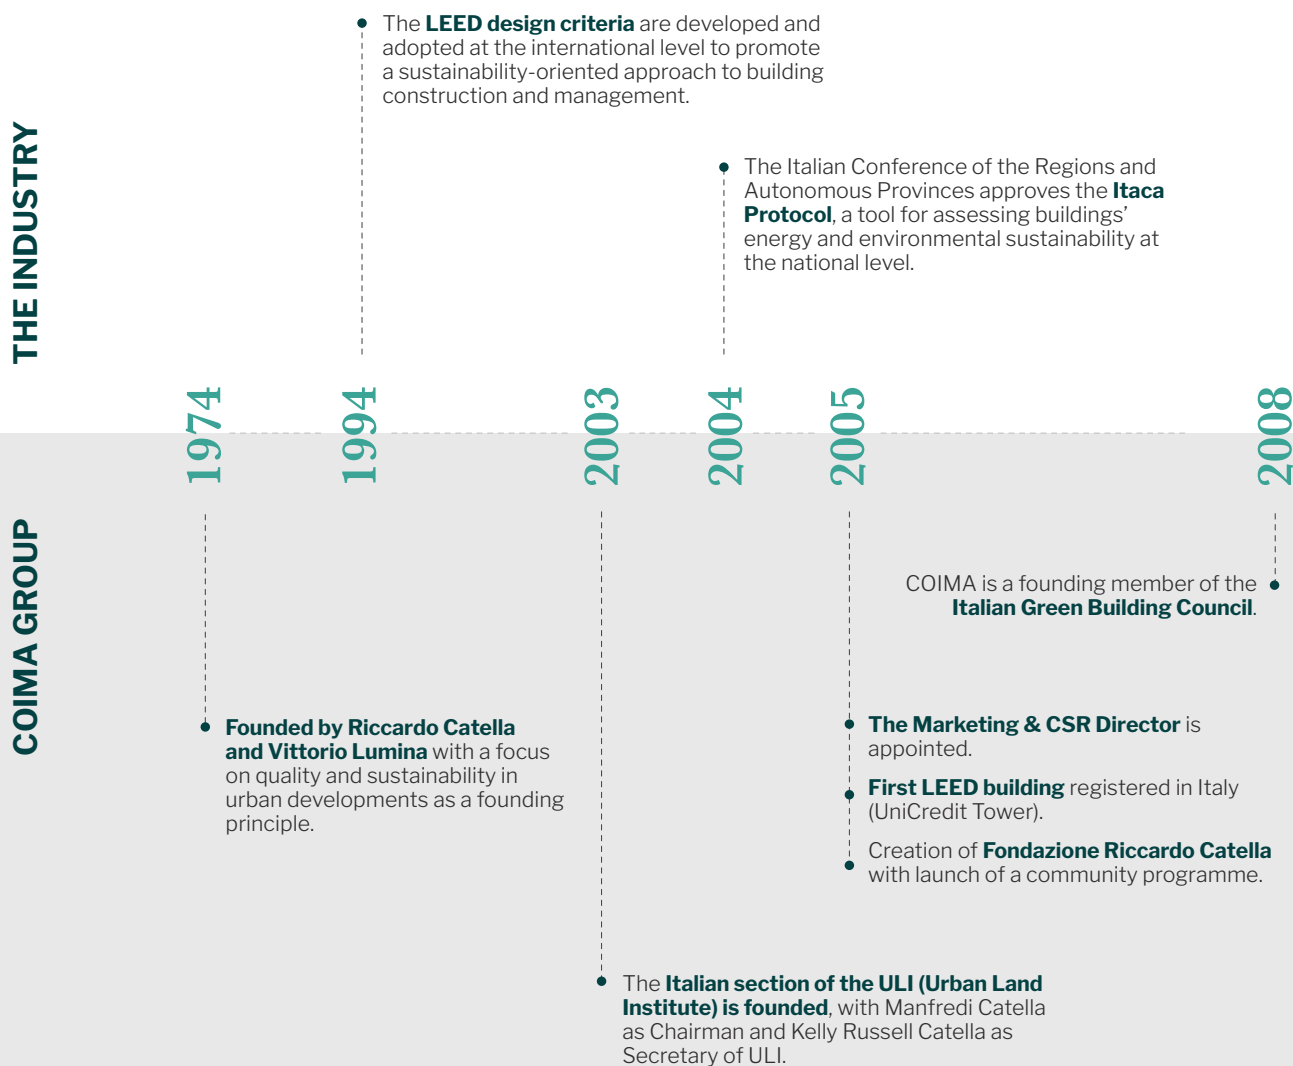 The LEED design criteria are developed and
adopted at the international level to promote
a sustainability-oriented approach to building
construction and management.
THE INDUSTRY
The Italian Conference of the Regions and
Autonomous Provinces approves the Itaca
Protocol, a tool for assessing buildings’
energy and environmental sustainability at
the national level.
1974
1994
2003
2004
2005
2008
COIMA GROUP
COIMA is a founding member of the
Italian Green Building Council.
Founded by Riccardo Catella
and Vittorio Lumina with a focus
on quality and sustainability in
urban developments as a founding
principle.
The Marketing & CSR Director is
appointed.
First LEED building registered in Italy
(UniCredit Tower).
Creation of Fondazione Riccardo Catella
with launch of a community programme.
The Italian section of the ULI (Urban Land
Institute) is founded, with Manfredi Catella
as Chairman and Kelly Russell Catella as
Secretary of ULI.